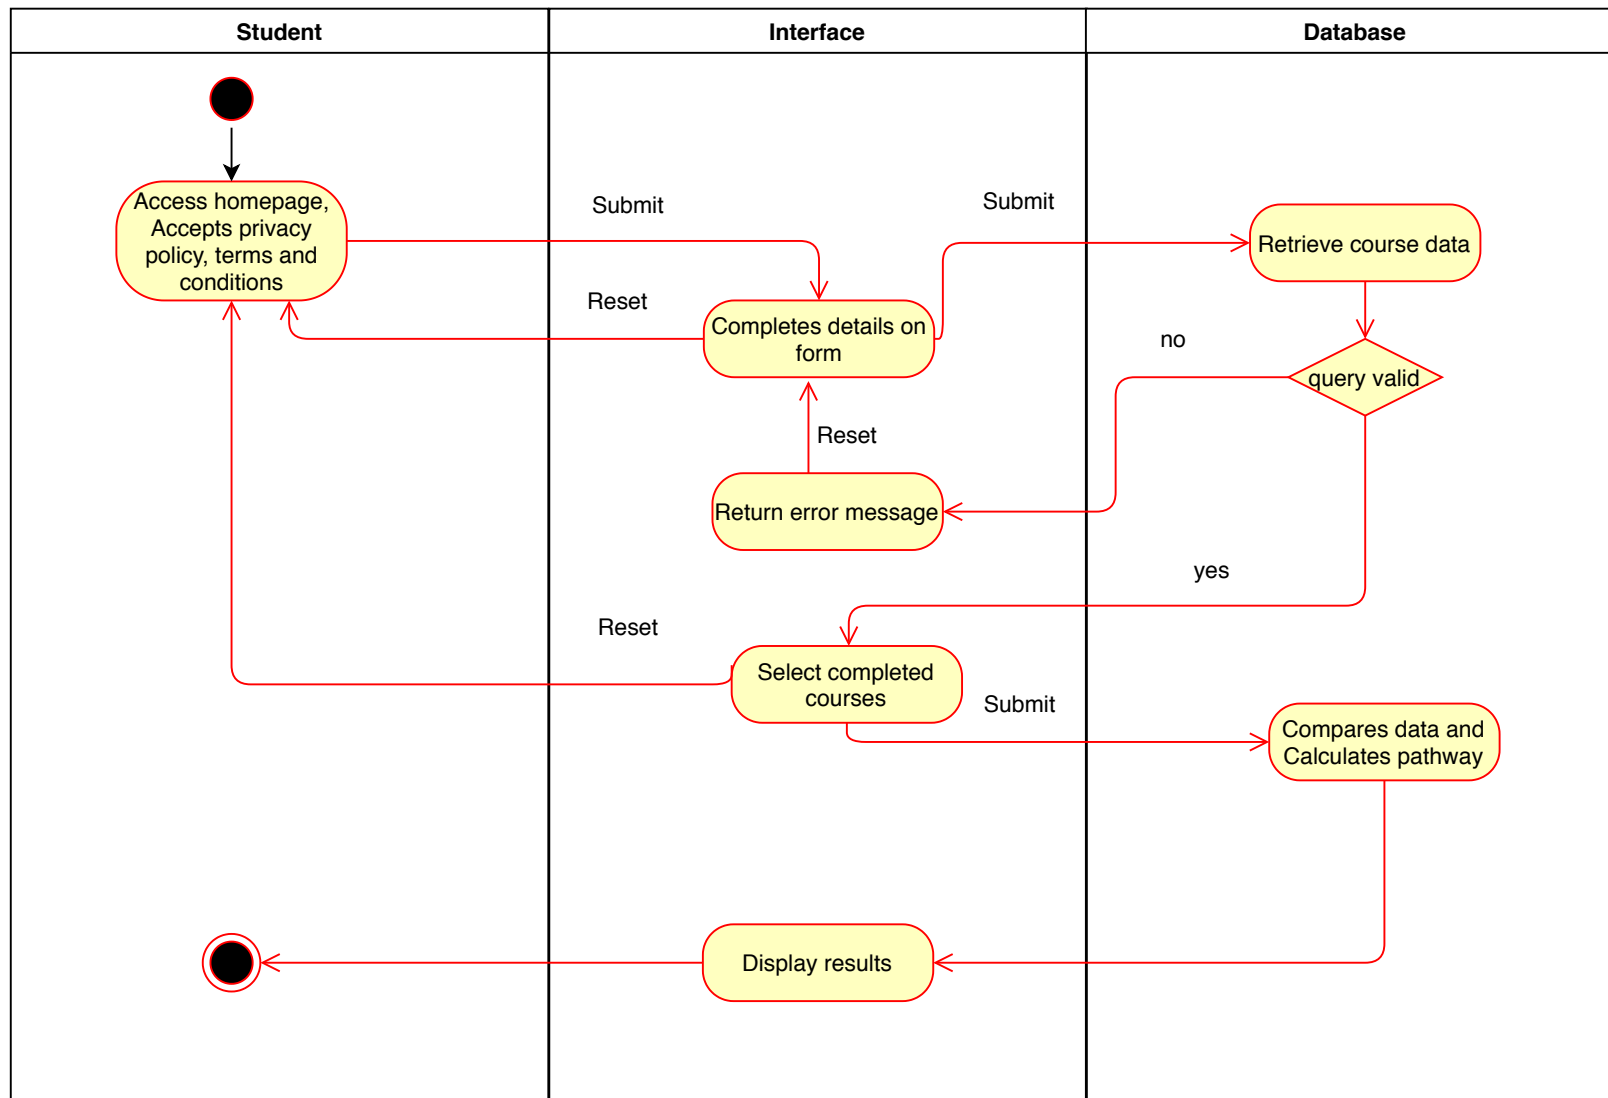 Student
Interface
Database
Access homepage,
Accepts privacy
policy, terms and
conditions
Submit
Submit
Retrieve course data
Reset
Completes details on
form
no
query valid
Reset
Return error message
yes
Reset
Select completed
courses
Submit
Compares data and
Calculates pathway
Display results